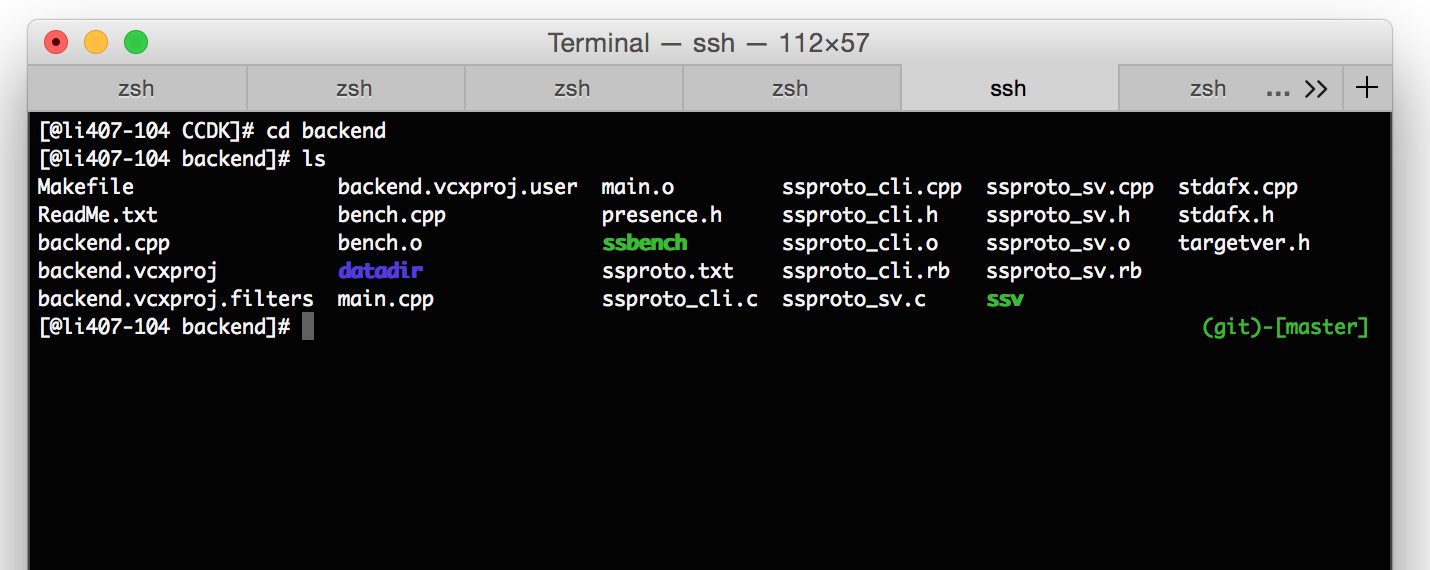 Terminal — ssh — 112×57
zsh zsh zsh zsh ssh zsh ... >> +
[@li407-104 CCDK]# cd backend
[@li407-104 backend]# ls
Makefile backend.vcxproj.user main.o ssproto_cli.cpp ssproto_sv.cpp stdafx.cpp
ReadMe.txt bench.cpp presence.h ssproto_cli.h ssproto_sv.h stdafx.h
backend.cpp bench.o ssbench ssproto_cli.o ssproto_sv.o targetver.h
backend.vcxproj datadir ssproto.txt ssproto_cli.rb ssproto_sv.rb
backend.vcxproj.filters main.cpp ssproto_cli.c ssproto_sv.c ssv
[@li407-104 backend]# (git)-[master]